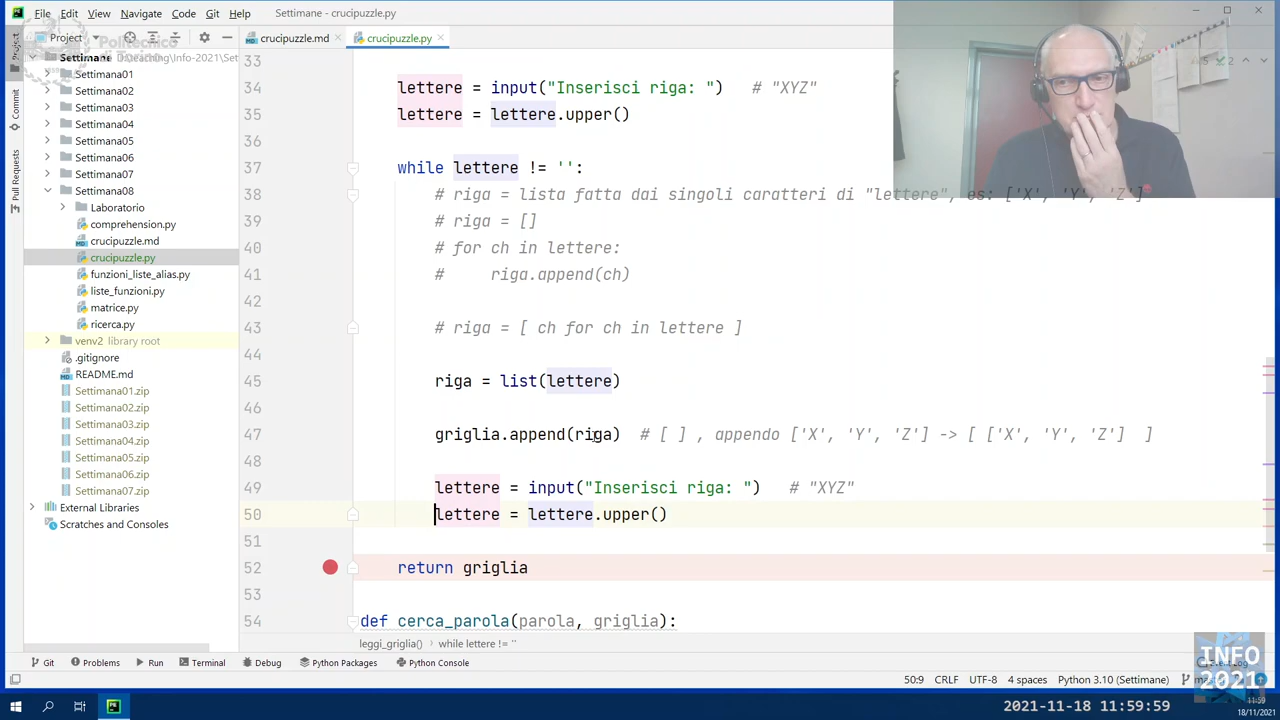 File Edit View Navigate Code Git Help Settimane - crucipuzzle.py
Project
crucipuzzle.md crucipuzzle.py
Politecnico
Settimane
Settimana01
Settimana02
Settimana03
Settimana04
Settimana05
Settimana06
Settimana07
Settimana08
Laboratorio
comprehension.py
crucipuzzle.md
crucipuzzle.py
funzioni_liste_alias.py
liste_funzioni.py
matrice.py
ricerca.py
venv2 library root
.gitignore
README.md
Settimana01.zip
Settimana02.zip
Settimana03.zip
Settimana04.zip
Settimana05.zip
Settimana06.zip
Settimana07.zip
External Libraries
Scratches and Consoles
Project
Commit
Pull Requests
33
34 lettere = input("Inserisci riga: ") # "XYZ"
35 lettere = lettere.upper()
36
37 while lettere != '':
38 # riga = lista fatta dai singoli caratteri di "lettere", es: ['X', 'Y', 'Z']
39 # riga = []
40 # for ch in lettere:
41 # riga.append(ch)
42
43 # riga = [ ch for ch in lettere ]
44
45 riga = list(lettere)
46
47 griglia.append(riga) # [ ] , appendo ['X', 'Y', 'Z'] -> [ ['X', 'Y', 'Z'] ]
48
49 lettere = input("Inserisci riga: ") # "XYZ"
50 lettere = lettere.upper()
51
52 return griglia
53
54 def cerca_parola(parola, griglia):
leggi_griglia() while lettere != ''
Git Problems Run Terminal Debug Python Packages Python Console
50:9 CRLF UTF-8 4 spaces Python 3.10 (Settimane)
INFO
2021
2021-11-18 11:59:59
11:59
18/11/2021